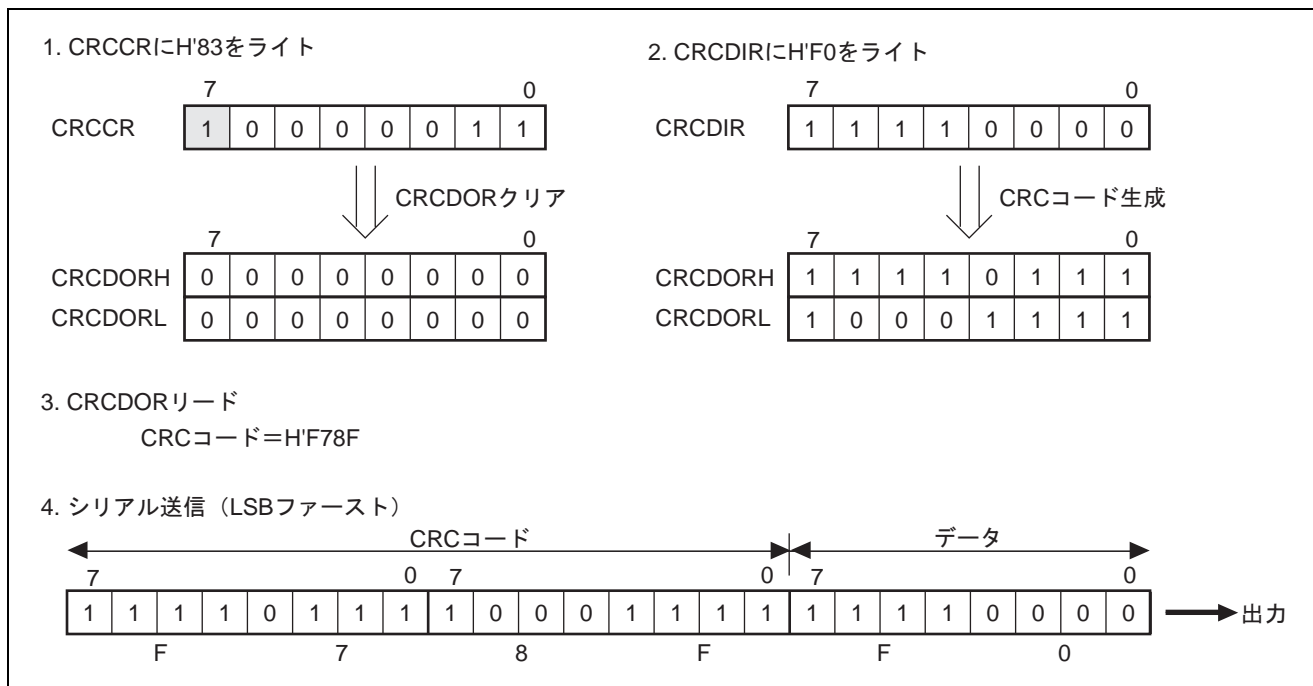 1. CRCCRにH'83をライト
7 0
CRCCR 1 0 0 0 0 0 1 1
CRCDORクリア
7 0
CRCDORH 0 0 0 0 0 0 0 0
CRCDORL 0 0 0 0 0 0 0 0
2. CRCDIRにH'F0をライト
7 0
CRCDIR 1 1 1 1 0 0 0 0
CRCコード生成
7 0
CRCDORH 1 1 1 1 0 1 1 1
CRCDORL 1 0 0 0 1 1 1 1
3. CRCDORリード
CRCコード＝H'F78F
4. シリアル送信（LSBファースト）
CRCコード データ
7 0 7 0 7 0
1 1 1 1 0 1 1 1 1 0 0 0 1 1 1 1 1 1 1 1 0 0 0 0 出力
F 7 8 F F 0